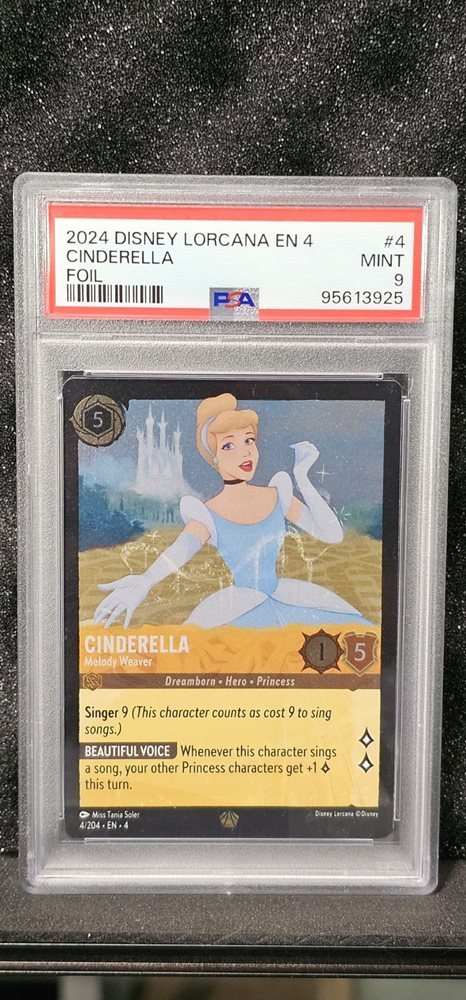 2024 DISNEY LORCANA EN 4 #4
CINDERELLA MINT
FOIL 9
PSA 95613925
5
CINDERELLA
Melody Weaver
1 5
Dreamborn • Hero • Princess
Singer 9 (This character counts as cost 9 to sing
songs.)
BEAUTIFUL VOICE Whenever this character sings
a song, your other Princess characters get +1
this turn.
Miss Tania Soler
4/204 • EN • 4
Disney Lorcana ©Disney